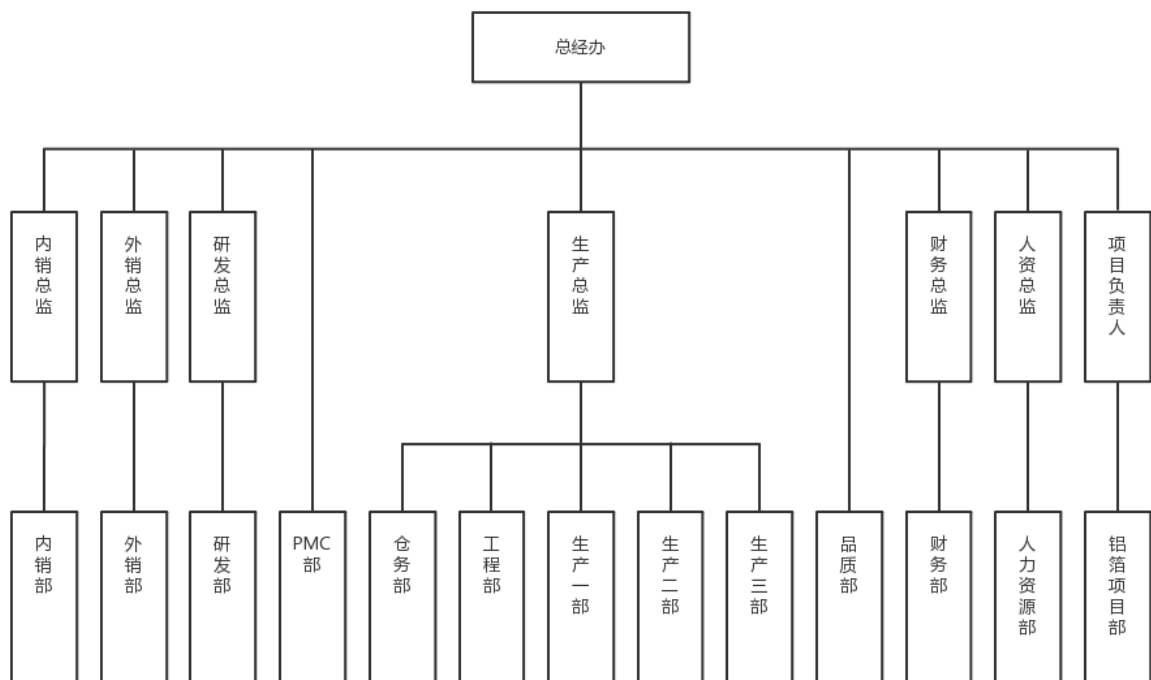 总经办
内销总监
外销总监
研发总监
生产总监
财务总监
人资总监
项目负责人
内销部
外销部
研发部
PMC部
仓务部
工程部
生产一部
生产二部
生产三部
品质部
财务部
人力资源部
铝箔项目部